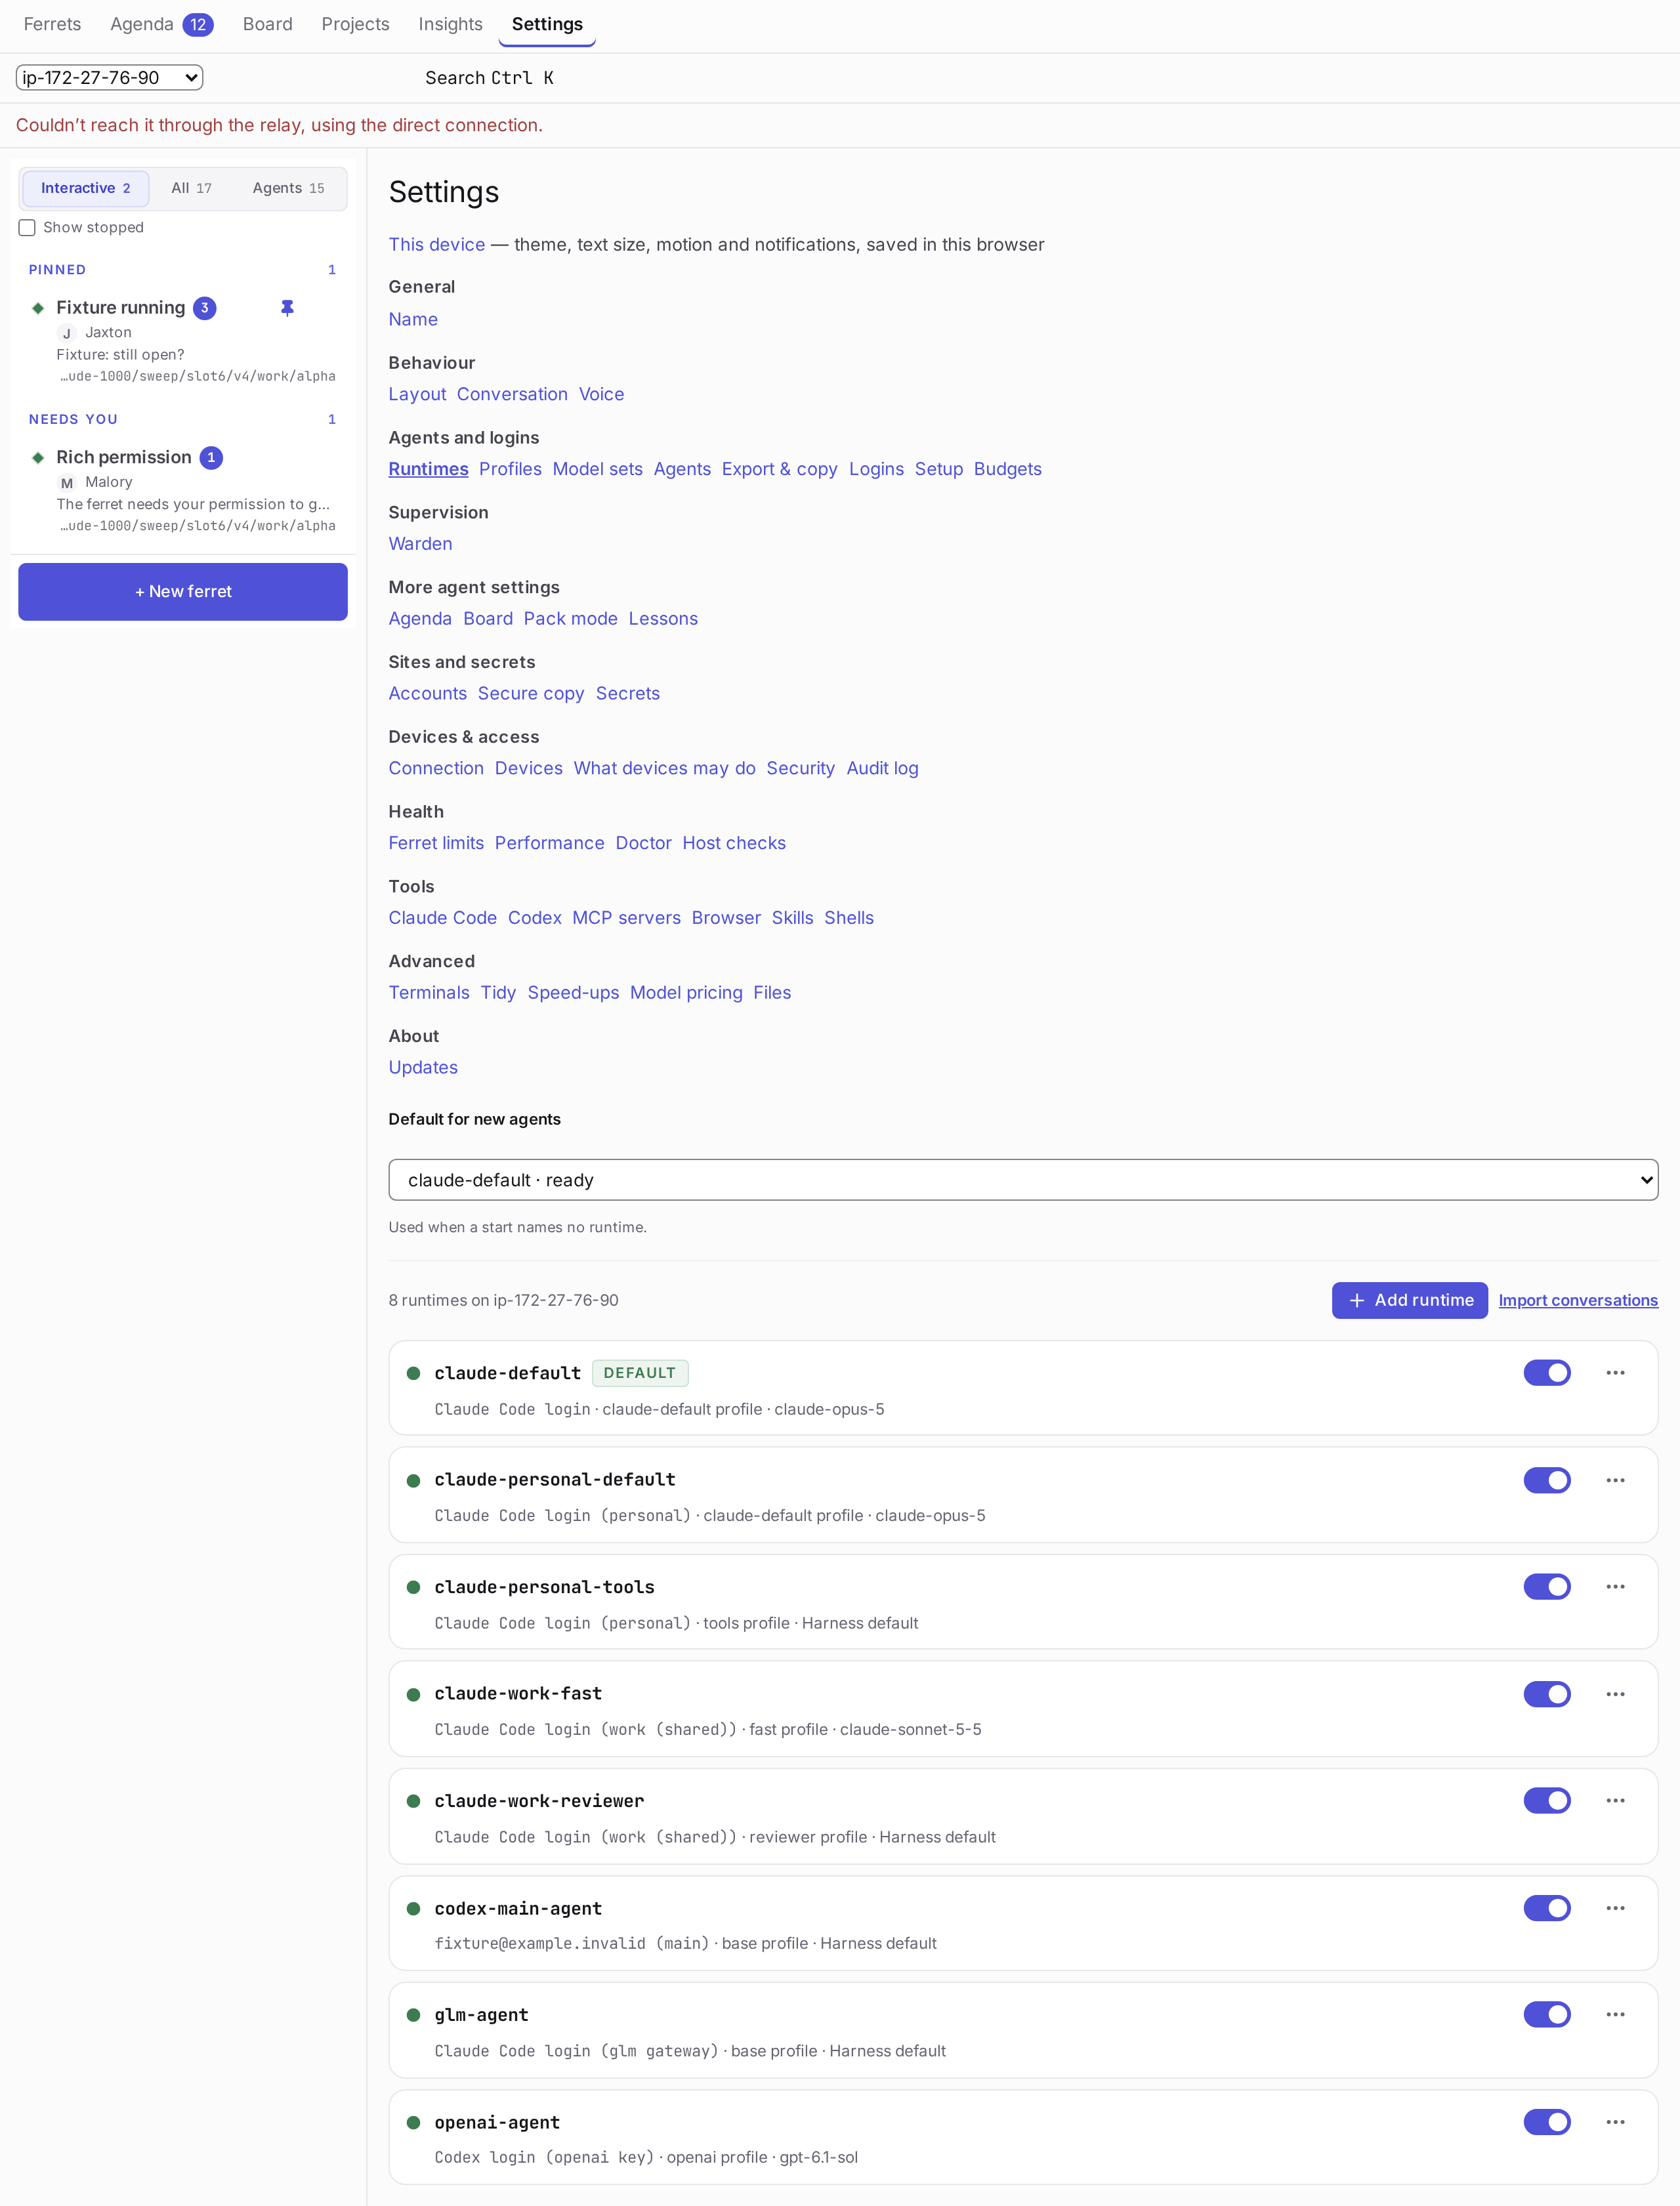 Ferrets Agenda 12 Board Projects Insights Settings
ip-172-27-76-90 Search Ctrl K
Couldn’t reach it through the relay, using the direct connection.
Interactive 2 All 17 Agents 15
Show stopped
PINNED 1
Fixture running 3
J Jaxton
Fixture: still open?
…ude-1000/sweep/slot6/v4/work/alpha
NEEDS YOU 1
Rich permission 1
M Malory
The ferret needs your permission to g…
…ude-1000/sweep/slot6/v4/work/alpha
+ New ferret
Settings
This device — theme, text size, motion and notifications, saved in this browser
General
Name
Behaviour
Layout Conversation Voice
Agents and logins
Runtimes Profiles Model sets Agents Export & copy Logins Setup Budgets
Supervision
Warden
More agent settings
Agenda Board Pack mode Lessons
Sites and secrets
Accounts Secure copy Secrets
Devices & access
Connection Devices What devices may do Security Audit log
Health
Ferret limits Performance Doctor Host checks
Tools
Claude Code Codex MCP servers Browser Skills Shells
Advanced
Terminals Tidy Speed-ups Model pricing Files
About
Updates
Default for new agents
claude-default · ready
Used when a start names no runtime.
8 runtimes on ip-172-27-76-90 + Add runtime Import conversations
claude-default DEFAULT
Claude Code login · claude-default profile · claude-opus-5
claude-personal-default
Claude Code login (personal) · claude-default profile · claude-opus-5
claude-personal-tools
Claude Code login (personal) · tools profile · Harness default
claude-work-fast
Claude Code login (work (shared)) · fast profile · claude-sonnet-5-5
claude-work-reviewer
Claude Code login (work (shared)) · reviewer profile · Harness default
codex-main-agent
fixture@example.invalid (main) · base profile · Harness default
glm-agent
Claude Code login (glm gateway) · base profile · Harness default
openai-agent
Codex login (openai key) · openai profile · gpt-6.1-sol